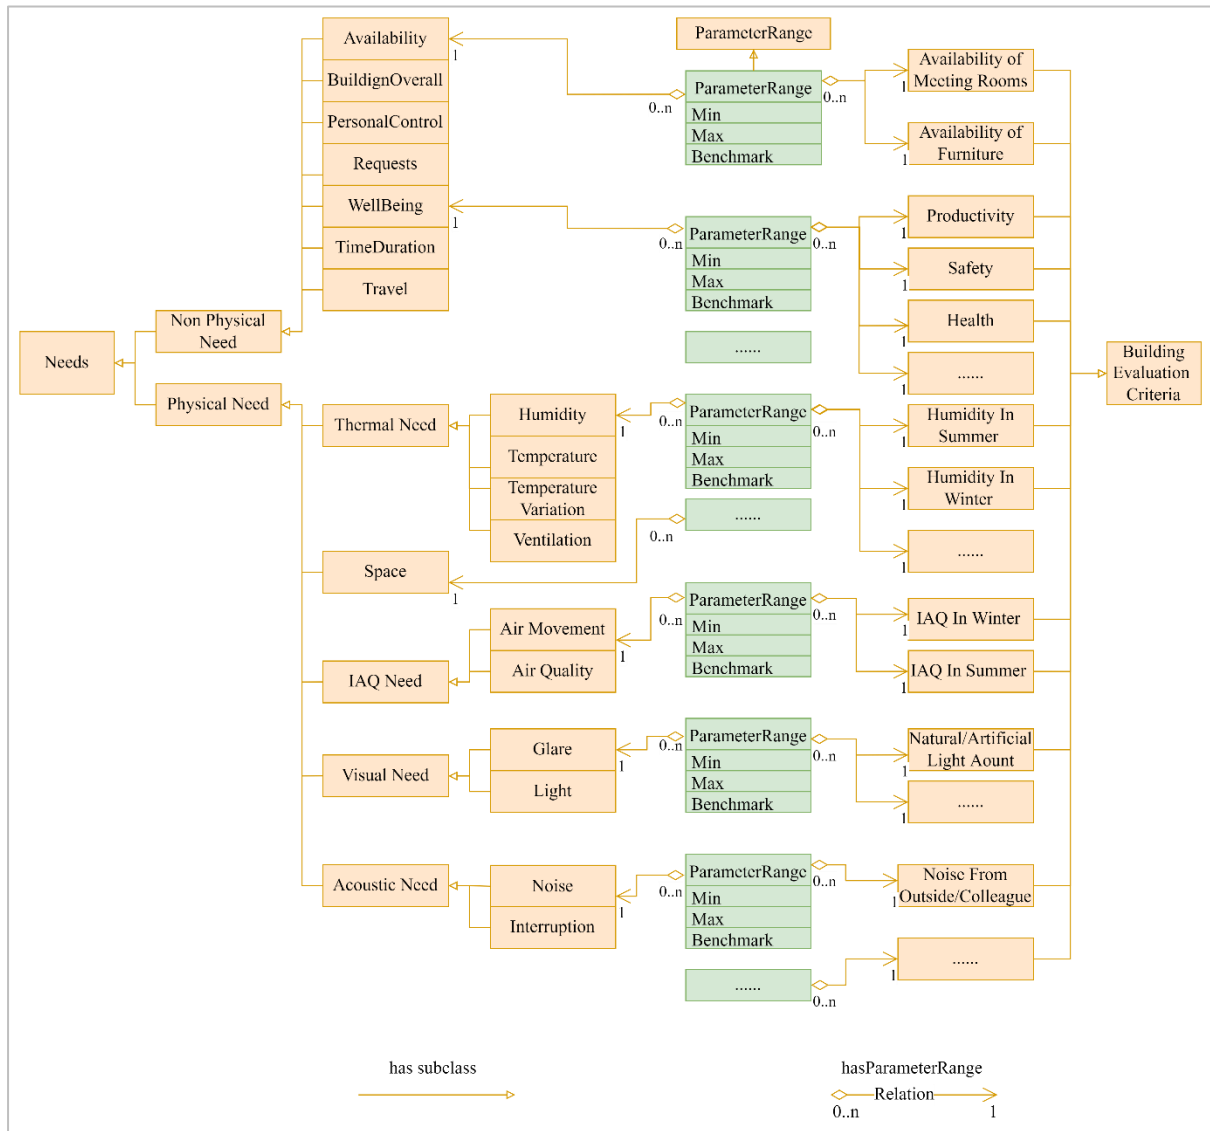 Needs
Non Physical
Need
Physical Need
Availability
BuildignOverall
PersonalControl
Requests
WellBeing
TimeDuration
Travel
1
1
Thermal Need
Space
IAQ Need
Visual Need
Acoustic Need
1
Humidity
Temperature
Temperature
Variation
Ventilation
1
Air Movement
Air Quality
1
Glare
Light
1
Noise
Interruption
1
ParameterRange
ParameterRange
Min
Max
Benchmark
0..n
0..n
ParameterRange
Min
Max
Benchmark
0..n
0..n
......
ParameterRange
Min
Max
Benchmark
0..n
0..n
......
0..n
ParameterRange
Min
Max
Benchmark
0..n
0..n
ParameterRange
Min
Max
Benchmark
0..n
0..n
ParameterRange
Min
Max
Benchmark
0..n
0..n
......
0..n
Availability of
Meeting Rooms
1
Availability of
Furniture
1
Productivity
1
Safety
1
Health
1
......
1
Humidity In
Summer
1
Humidity In
Winter
1
......
1
IAQ In Winter
1
IAQ In Summer
1
Natural/Artificial
Light Aount
1
......
1
Noise From
Outside/Colleague
1
......
1
Building
Evaluation
Criteria
has subclass
hasParameterRange
Relation
0..n
1